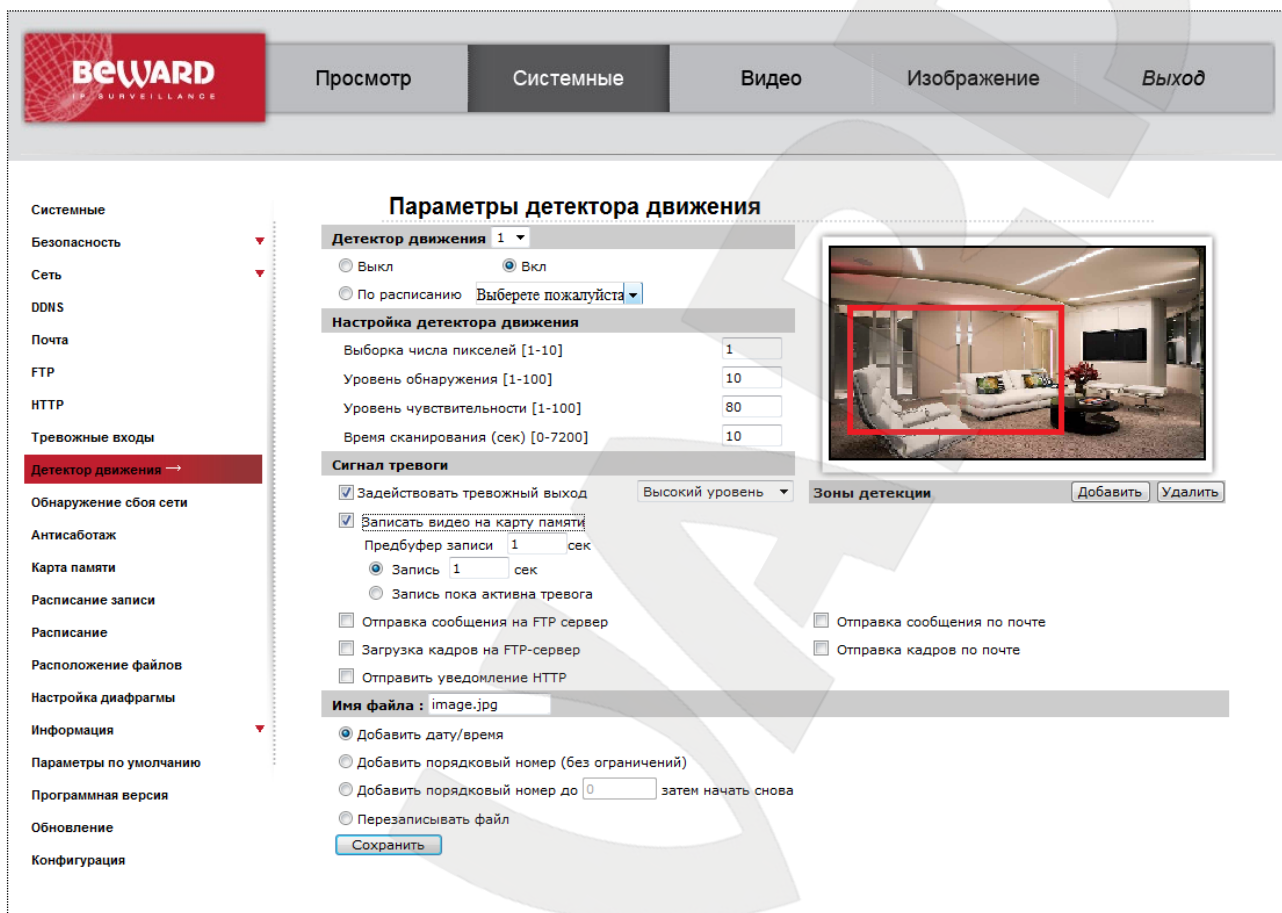 BEWARD
IP SURVEILLANCE
Просмотр
Системные
Видео
Изображение
Выход
Системные
Безопасность
Сеть
DDNS
Почта
FTP
HTTP
Тревожные входы
Детектор движения →
Обнаружение сбоя сети
Антисаботаж
Карта памяти
Расписание записи
Расписание
Расположение файлов
Настройка диафрагмы
Информация
Параметры по умолчанию
Программная версия
Обновление
Конфигурация
Параметры детектора движения
Детектор движения 1
Выкл Вкл
По расписанию Выберете пожалуйста
Настройка детектора движения
Выборка числа пикселей [1-10] 1
Уровень обнаружения [1-100] 10
Уровень чувствительности [1-100] 80
Время сканирования (сек) [0-7200] 10
Сигнал тревоги
Задействовать тревожный выход Высокий уровень
Зоны детекции Добавить Удалить
Записать видео на карту памяти
Предбуфер записи 1 сек
Запись 1 сек
Запись пока активна тревога
Отправка сообщения на FTP сервер Отправка сообщения по почте
Загрузка кадров на FTP-сервер Отправка кадров по почте
Отправить уведомление HTTP
Имя файла : image.jpg
Добавить дату/время
Добавить порядковый номер (без ограничений)
Добавить порядковый номер до 0 затем начать снова
Перезаписывать файл
Сохранить